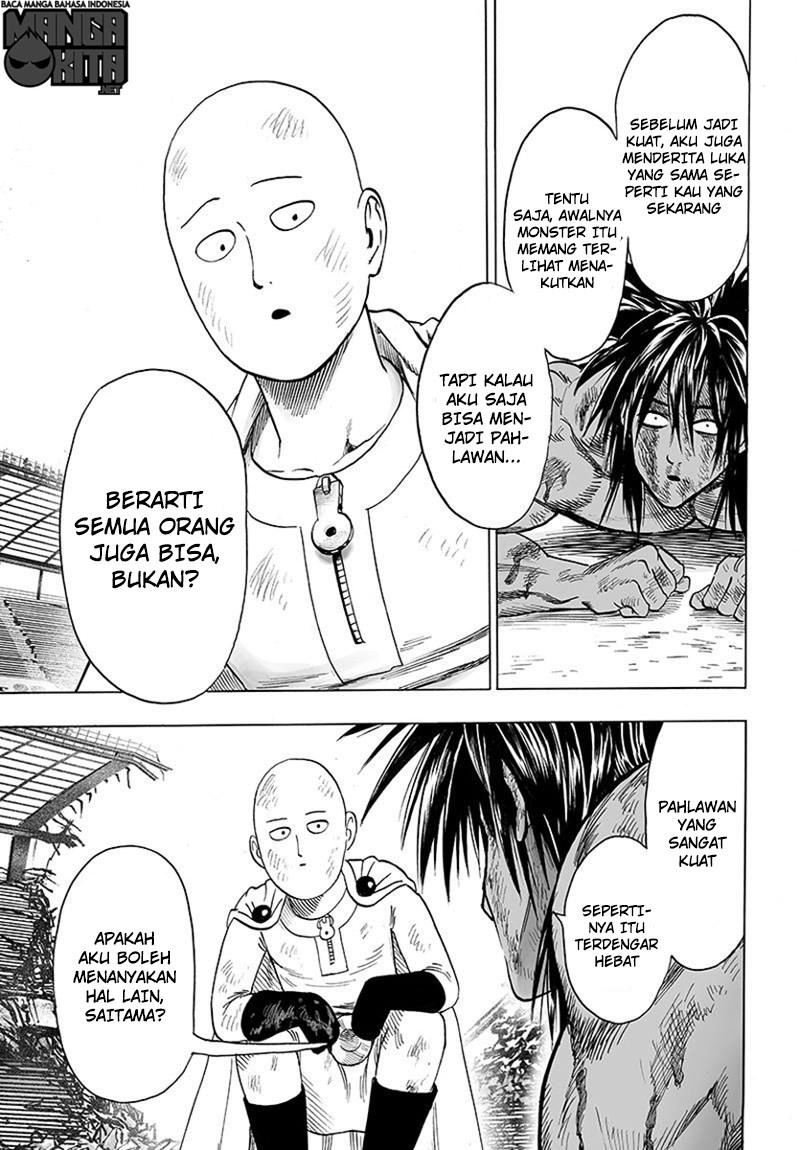 BACA MANGA BAHASA INDONESIA
MANGA
KITA
.NET
SEBELUM JADI
KUAT, AKU JUGA
MENDERITA LUKA
YANG SAMA SE-
PERTI KAU YANG
SEKARANG
TENTU
SAJA, AWALNYA
MONSTER ITU
MEMANG TER-
LIHAT MENA-
KUTKAN
TAPI KALAU
AKU SAJA
BISA MEN-
JADI PAH-
LAWAN...
BERARTI
SEMUA ORANG
JUGA BISA,
BUKAN?
PAHLAWAN
YANG
SANGAT
KUAT
SEPERTI-
NYA ITU
TERDENGAR
HEBAT
APAKAH
AKU BOLEH
MENANYAKAN
HAL LAIN,
SAITAMA?